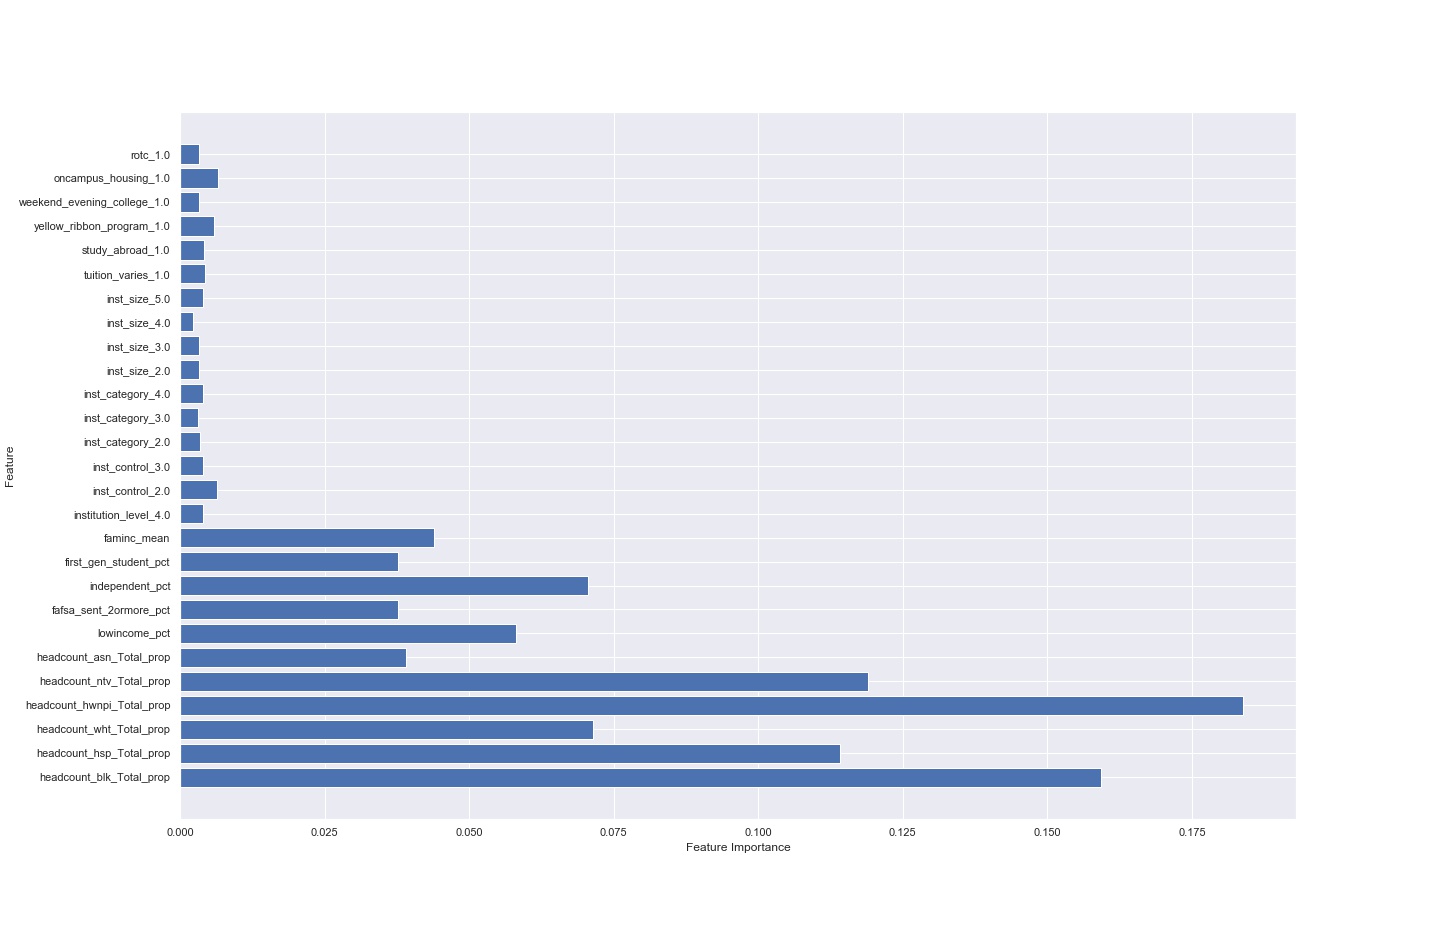 rotc_1.0
oncampus_housing_1.0
weekend_evening_college_1.0
yellow_ribbon_program_1.0
study_abroad_1.0
tuition_varies_1.0
inst_size_5.0
inst_size_4.0
inst_size_3.0
inst_size_2.0
inst_category_4.0
inst_category_3.0
inst_category_2.0
inst_control_3.0
inst_control_2.0
institution_level_4.0
faminc_mean
first_gen_student_pct
independent_pct
fafsa_sent_2ormore_pct
lowincome_pct
headcount_asn_Total_prop
headcount_ntv_Total_prop
headcount_hwnpi_Total_prop
headcount_wht_Total_prop
headcount_hsp_Total_prop
headcount_blk_Total_prop
Feature
0.000 0.025 0.050 0.075 0.100 0.125 0.150 0.175
Feature Importance